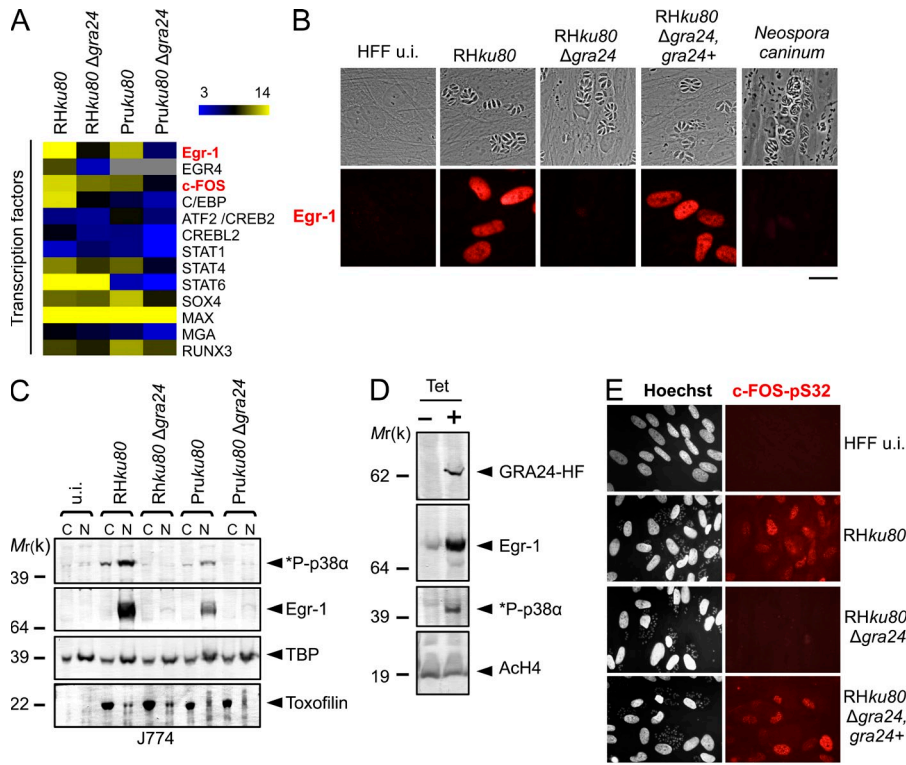 A
RHku80
RHku80 Δgra24
Pruku80
Pruku80 Δgra24
3 14
Transcription factors
Egr-1
EGR4
c-FOS
C/EBP
ATF2 /CREB2
CREBL2
STAT1
STAT4
STAT6
SOX4
MAX
MGA
RUNX3
B
HFF u.i.
RHku80
RHku80
Δgra24
RHku80
Δgra24,
gra24+
Neospora
caninum
Egr-1
C
u.i.
RHku80
Rhku80 Δgra24
Pruku80
Pruku80 Δgra24
C N C N C N C N C N
Mr(k)
39
*P-p38α
64
Egr-1
39
TBP
22
Toxofilin
J774
D
Tet
− +
Mr(k)
62
GRA24-HF
64
Egr-1
39
*P-p38α
19
AcH4
E
Hoechst c-FOS-pS32
HFF u.i.
RHku80
RHku80
Δgra24
RHku80
Δgra24,
gra24+